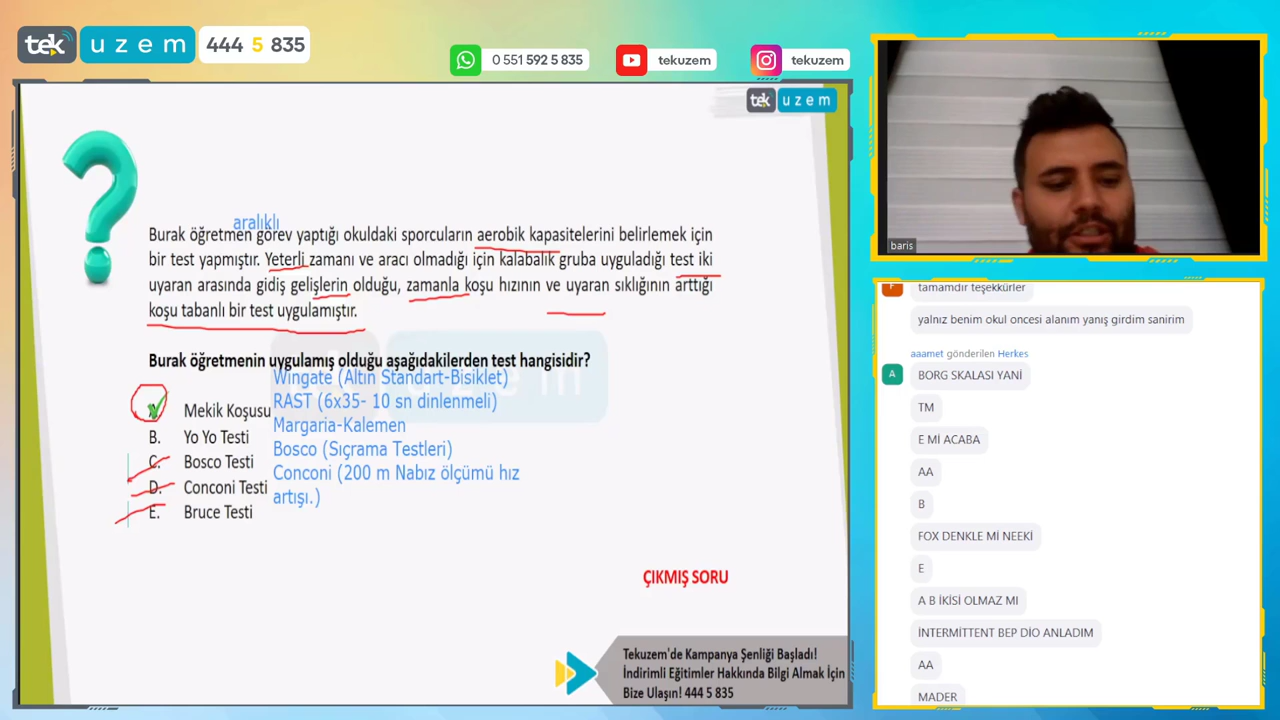 tek uzem 444 5 835
0 551 592 5 835 tekuzem tekuzem
tek uzem
aralıklı
Burak öğretmen görev yaptığı okuldaki sporcuların aerobik kapasitelerini belirlemek için
bir test yapmıştır. Yeterli zamanı ve aracı olmadığı için kalabalık gruba uyguladığı test iki
uyaran arasında gidiş gelişlerin olduğu, zamanla koşu hızının ve uyaran sıklığının arttığı
koşu tabanlı bir test uygulamıştır.
Burak öğretmenin uygulamış olduğu aşağıdakilerden test hangisidir?
Wingate (Altın Standart-Bisiklet)
RAST (6x35- 10 sn dinlenmeli)
Margaria-Kalemen
Bosco (Sıçrama Testleri)
Conconi (200 m Nabız ölçümü hız
artışı.)
Mekik Koşusu
B. Yo Yo Testi
C. Bosco Testi
D. Conconi Testi
E. Bruce Testi
ÇIKMIŞ SORU
Tekuzem'de Kampanya Şenliği Başladı!
İndirimli Eğitimler Hakkında Bilgi Almak İçin
Bize Ulaşın! 444 5 835
baris
tamamdır teşekkürler
yalnız benim okul oncesi alanım yanış girdim sanirim
aaamet gönderilen Herkes
A BORG SKALASI YANİ
TM
E Mİ ACABA
AA
B
FOX DENKLE Mİ NEEKİ
E
A B İKİSİ OLMAZ MI
İNTERMİTTENT BEP DİO ANLADIM
AA
MADER